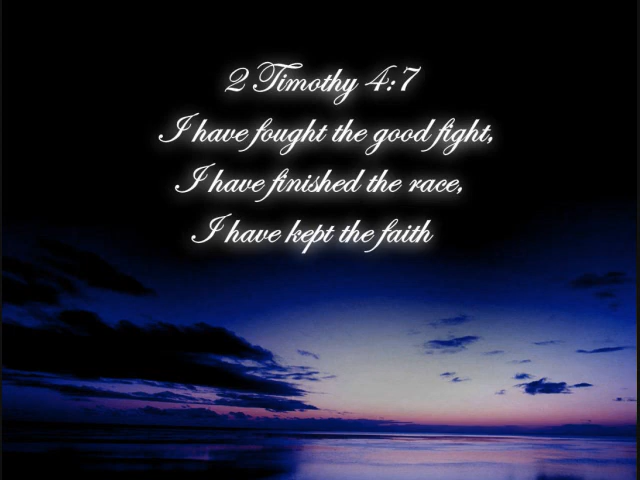 2 Timothy 4:7
I have fought the good fight,
I have finished the race,
I have kept the faith